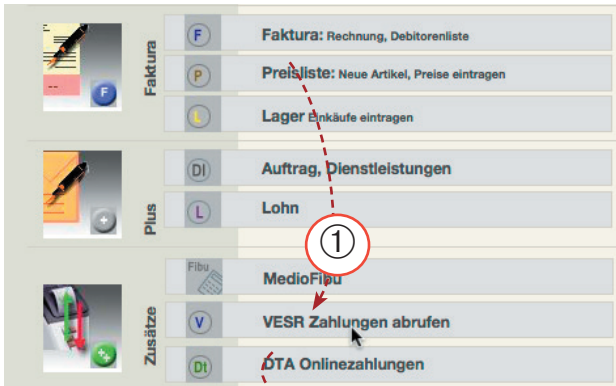 Faktura
F
F Faktura: Rechnung, Debitorenliste
P Preisliste: Neue Artikel, Preise eintragen
L Lager Einkäufe eintragen
Plus
+
Dl Auftrag, Dienstleistungen
L Lohn
1
Zusätze
++
Fibu MedioFibu
V VESR Zahlungen abrufen
Dt DTA Onlinezahlungen